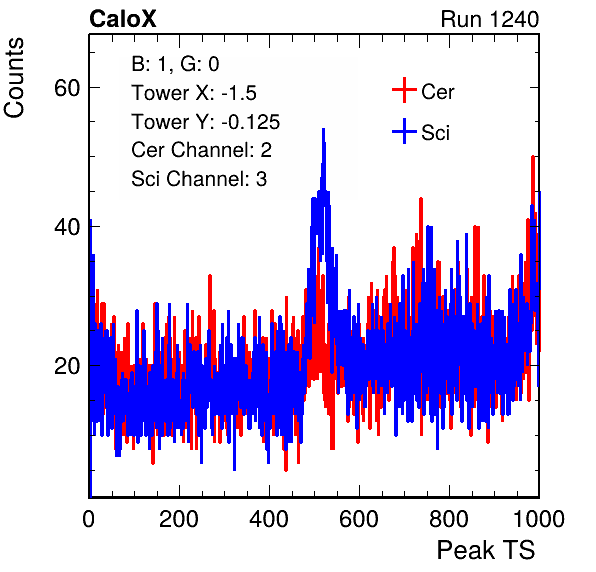 CaloX Run 1240
Counts
60
40
20
B: 1, G: 0
Tower X: -1.5
Tower Y: -0.125
Cer Channel: 2
Sci Channel: 3
Cer
Sci
0 200 400 600 800 1000
Peak TS